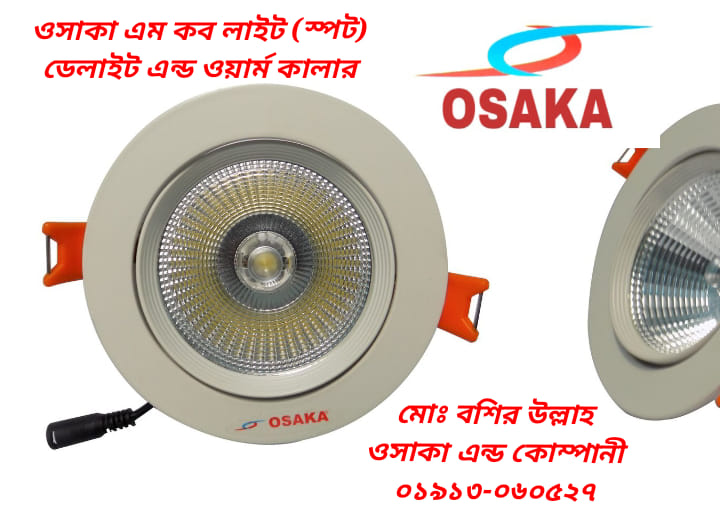 ওসাকা এম কব লাইট (স্পট)
ডেলাইট এন্ড ওয়ার্ম কালার
OSAKA
OSAKA
মোঃ বশির উল্লাহ
ওসাকা এন্ড কোম্পানী
০১৯১৩-০৬০৫২৭